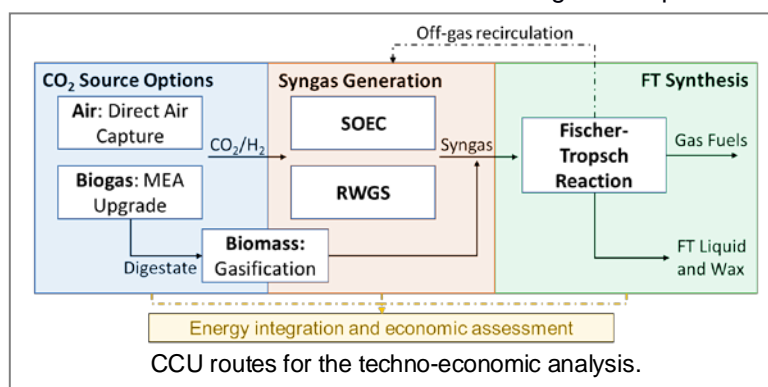 Off-gas recirculation
CO₂ Source Options
Syngas Generation
FT Synthesis
Air: Direct Air
Capture
CO₂/H₂
SOEC
Syngas
Fischer-
Tropsch
Reaction
Gas Fuels
Biogas: MEA
Upgrade
RWGS
Digestate
Biomass:
Gasification
FT Liquid
and Wax
Energy integration and economic assessment
CCU routes for the techno-economic analysis.